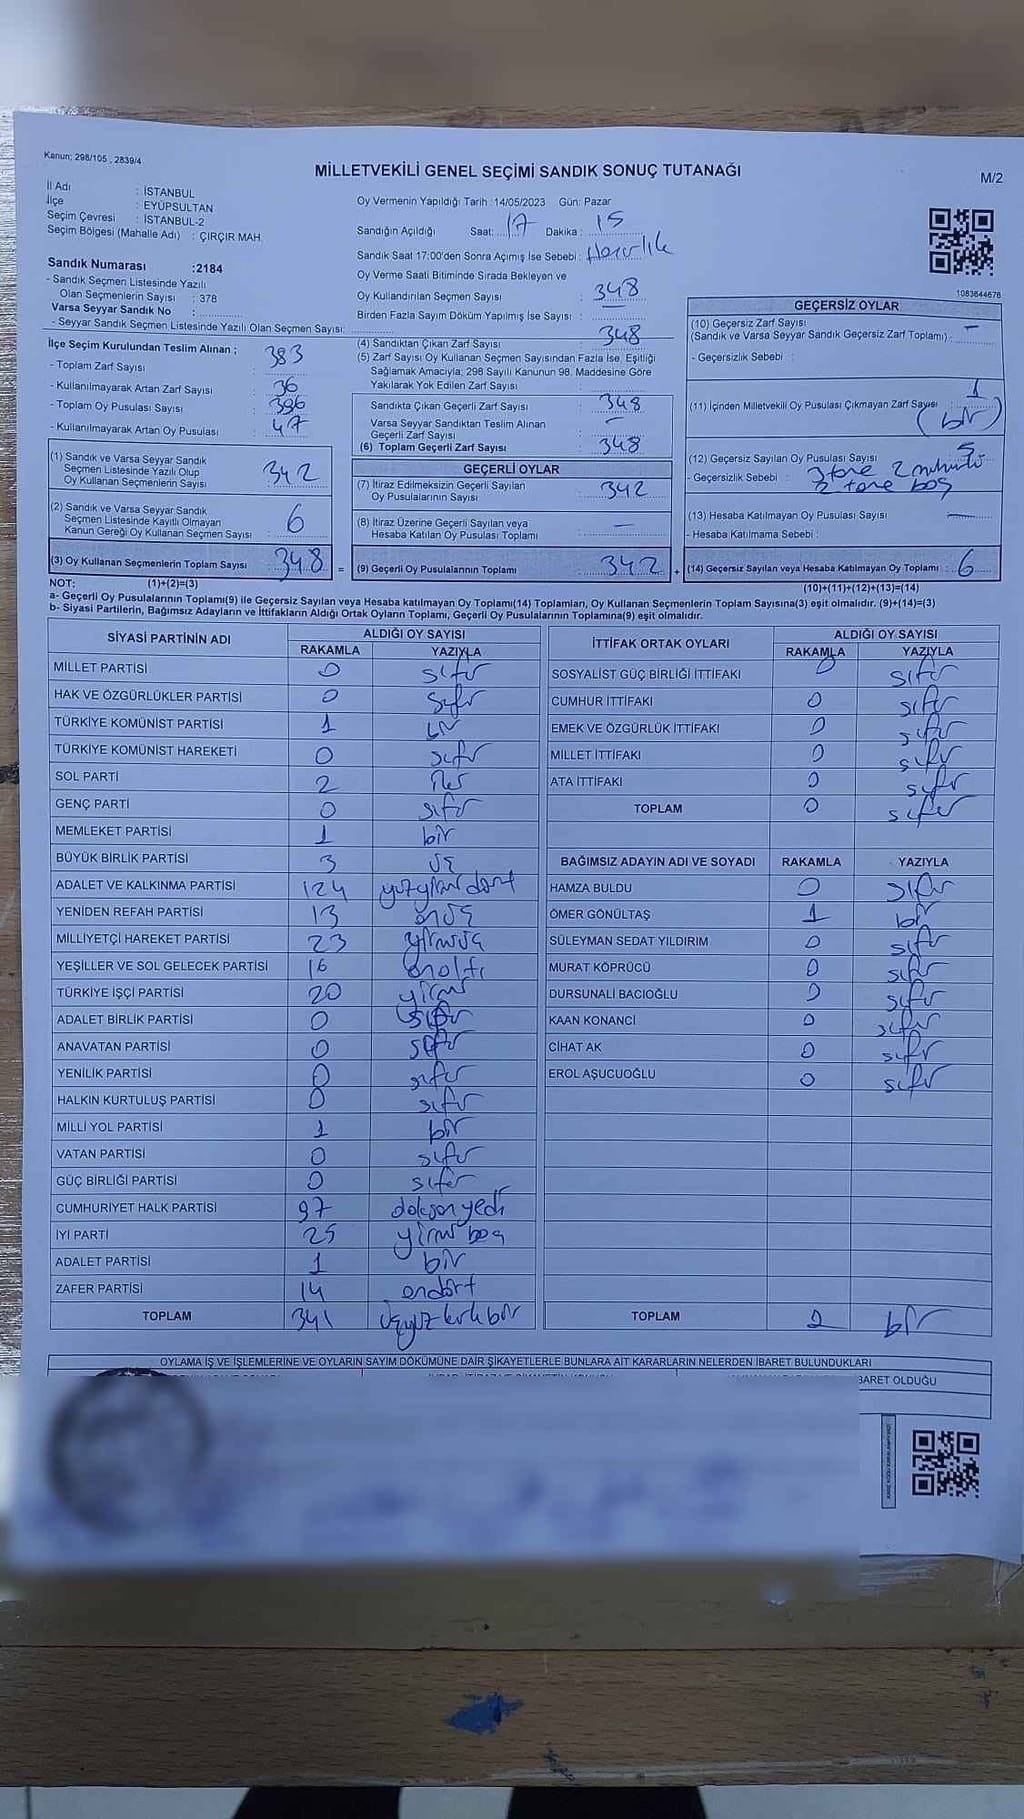 Kanun; 298/105 , 2839/4
MİLLETVEKİLİ GENEL SEÇİMİ SANDIK SONUÇ TUTANAĞI
M/2
İl Adı : İSTANBUL
İlçe : EYÜPSULTAN
Seçim Çevresi : İSTANBUL-2
Seçim Bölgesi (Mahalle Adı) : ÇIRÇIR MAH.
Sandık Numarası :2184
- Sandık Seçmen Listesinde Yazılı
Olan Seçmenlerin Sayısı : 378
Varsa Seyyar Sandık No :
- Seyyar Sandık Seçmen Listesinde Yazılı Olan Seçmen Sayısı:
Oy Vermenin Yapıldığı Tarih :14/05/2023 Gün: Pazar
Sandığın Açıldığı Saat: 17 Dakika : 15
Sandık Saat 17:00'den Sonra Açımış İse Sebebi : Hazırlık
Oy Verme Saati Bitiminde Sırada Bekleyen ve
Oy Kullandırılan Seçmen Sayısı : 348
Birden Fazla Sayım Döküm Yapılmış İse Sayısı : —
1083644676
İlçe Seçim Kurulundan Teslim Alınan ;
- Toplam Zarf Sayısı : 383
- Kullanılmayarak Artan Zarf Sayısı : 36
- Toplam Oy Pusulası Sayısı : 396
- Kullanılmayarak Artan Oy Pusulası : 47
(1) Sandık ve Varsa Seyyar Sandık
Seçmen Listesinde Yazılı Olup
Oy Kullanan Seçmenlerin Sayısı : 342
(2) Sandık ve Varsa Seyyar Sandık
Seçmen Listesinde Kayıtlı Olmayan
Kanun Gereği Oy Kullanan Seçmen Sayısı : 6
(3) Oy Kullanan Seçmenlerin Toplam Sayısı : 348
(4) Sandıktan Çıkan Zarf Sayısı : 348
(5) Zarf Sayısı Oy Kullanan Seçmen Sayısından Fazla İse, Eşitliği
Sağlamak Amacıyla; 298 Sayılı Kanunun 98. Maddesine Göre
Yakılarak Yok Edilen Zarf Sayısı :
Sandıkta Çıkan Geçerli Zarf Sayısı : 348
Varsa Seyyar Sandıktan Teslim Alınan
Geçerli Zarf Sayısı : —
(6) Toplam Geçerli Zarf Sayısı : 348
GEÇERLİ OYLAR
(7) İtiraz Edilmeksizin Geçerli Sayılan
Oy Pusulalarının Sayısı : 342
(8) İtiraz Üzerine Geçerli Sayılan veya
Hesaba Katılan Oy Pusulası Toplamı : —
= (9) Geçerli Oy Pusulalarının Toplamı : 342
GEÇERSİZ OYLAR
(10) Geçersiz Zarf Sayısı
(Sandık ve Varsa Seyyar Sandık Geçersiz Zarf Toplamı) : —
- Geçersizlik Sebebi :
(11) İçinden Milletvekili Oy Pusulası Çıkmayan Zarf Sayısı : 1
(bir)
(12) Geçersiz Sayılan Oy Pusulası Sayısı : 5
- Geçersizlik Sebebi : 3 tane 2 mühürlü
2 tane boş
(13) Hesaba Katılmayan Oy Pusulası Sayısı : —
- Hesaba Katılmama Sebebi :
+ (14) Geçersiz Sayılan veya Hesaba Katılmayan Oy Toplamı : 6
NOT: (1)+(2)=(3)
(10)+(11)+(12)+(13)=(14)
a- Geçerli Oy Pusulalarının Toplamı(9) ile Geçersiz Sayılan veya Hesaba katılmayan Oy Toplamı(14) Toplamları, Oy Kullanan Seçmenlerin Toplam Sayısına(3) eşit olmalıdır. (9)+(14)=(3)
b- Siyasi Partilerin, Bağımsız Adayların ve İttifakların Aldığı Ortak Oyların Toplamı, Geçerli Oy Pusulalarının Toplamına(9) eşit olmalıdır.
SİYASİ PARTİNİN ADI ALDIĞI OY SAYISI
RAKAMLA YAZIYLA
MİLLET PARTİSİ 0 sıfır
HAK VE ÖZGÜRLÜKLER PARTİSİ 0 sıfır
TÜRKİYE KOMÜNİST PARTİSİ 1 bir
TÜRKİYE KOMÜNİST HAREKETİ 0 sıfır
SOL PARTİ 2 iki
GENÇ PARTİ 0 sıfır
MEMLEKET PARTİSİ 1 bir
BÜYÜK BİRLİK PARTİSİ 3 üç
ADALET VE KALKINMA PARTİSİ 124 yüzyirmidört
YENİDEN REFAH PARTİSİ 13 onüç
MİLLİYETÇİ HAREKET PARTİSİ 23 yirmiüç
YEŞİLLER VE SOL GELECEK PARTİSİ 16 onaltı
TÜRKİYE İŞÇİ PARTİSİ 20 yirmi
ADALET BİRLİK PARTİSİ 0 sıfır
ANAVATAN PARTİSİ 0 sıfır
YENİLİK PARTİSİ 0 sıfır
HALKIN KURTULUŞ PARTİSİ 0 sıfır
MİLLİ YOL PARTİSİ 1 bir
VATAN PARTİSİ 0 sıfır
GÜÇ BİRLİĞİ PARTİSİ 0 sıfır
CUMHURİYET HALK PARTİSİ 97 doksanyedi
İYİ PARTİ 25 yirmi beş
ADALET PARTİSİ 1 bir
ZAFER PARTİSİ 14 ondört
TOPLAM 341 üçyüzkırkbir
İTTİFAK ORTAK OYLARI ALDIĞI OY SAYISI
RAKAMLA YAZIYLA
SOSYALİST GÜÇ BİRLİĞİ İTTİFAKI 0 sıfır
CUMHUR İTTİFAKI 0 sıfır
EMEK VE ÖZGÜRLÜK İTTİFAKI 0 sıfır
MİLLET İTTİFAKI 0 sıfır
ATA İTTİFAKI 0 sıfır
TOPLAM 0 sıfır
BAĞIMSIZ ADAYIN ADI VE SOYADI RAKAMLA YAZIYLA
HAMZA BULDU 0 sıfır
ÖMER GÖNÜLTAŞ 1 bir
SÜLEYMAN SEDAT YILDIRIM 0 sıfır
MURAT KÖPRÜCÜ 0 sıfır
DURSUNALİ BACIOĞLU 0 sıfır
KAAN KONANCİ 0 sıfır
CİHAT AK 0 sıfır
EROL AŞUCUOĞLU 0 sıfır
TOPLAM bir
OYLAMA İŞ VE İŞLEMLERİNE VE OYLARIN SAYIM DÖKÜMÜNE DAİR ŞİKAYETLERLE BUNLARA AİT KARARLARIN NELERDEN İBARET BULUNDUKLARI
BARET OLDUĞU